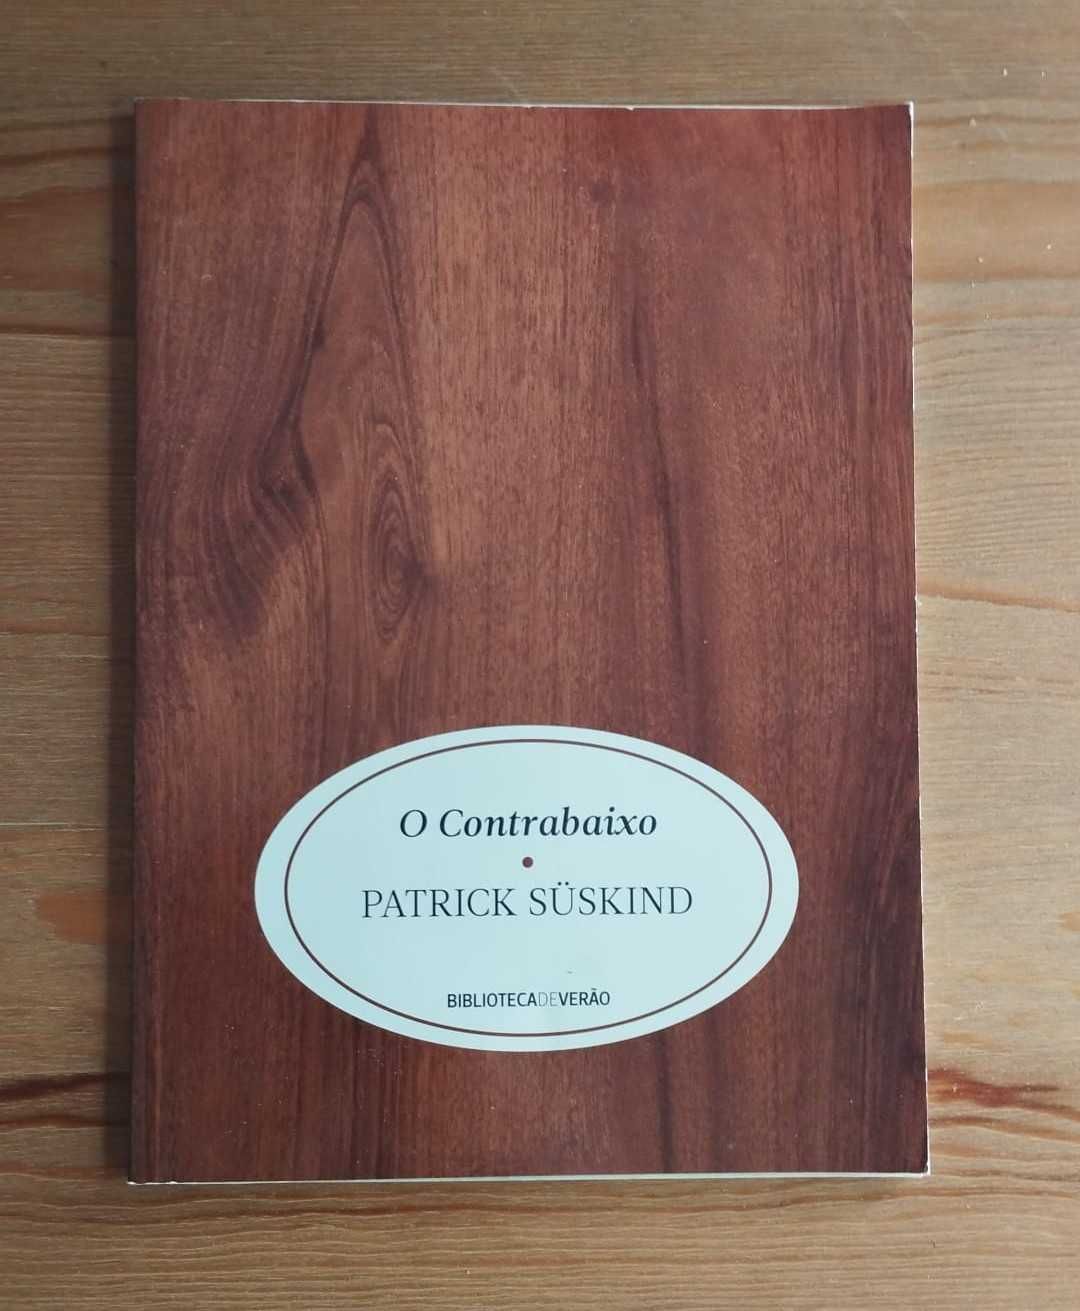 O Contrabaixo
PATRICK SÜSKIND
BIBLIOTECADEVERÃO